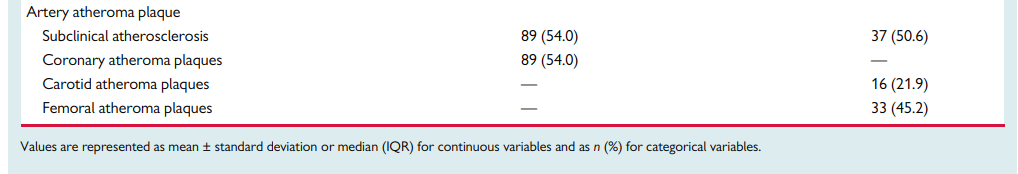 Artery atheroma plaque
Subclinical atherosclerosis 89 (54.0) 37 (50.6)
Coronary atheroma plaques 89 (54.0) —
Carotid atheroma plaques — 16 (21.9)
Femoral atheroma plaques — 33 (45.2)
Values are represented as mean ± standard deviation or median (IQR) for continuous variables and as n (%) for categorical variables.